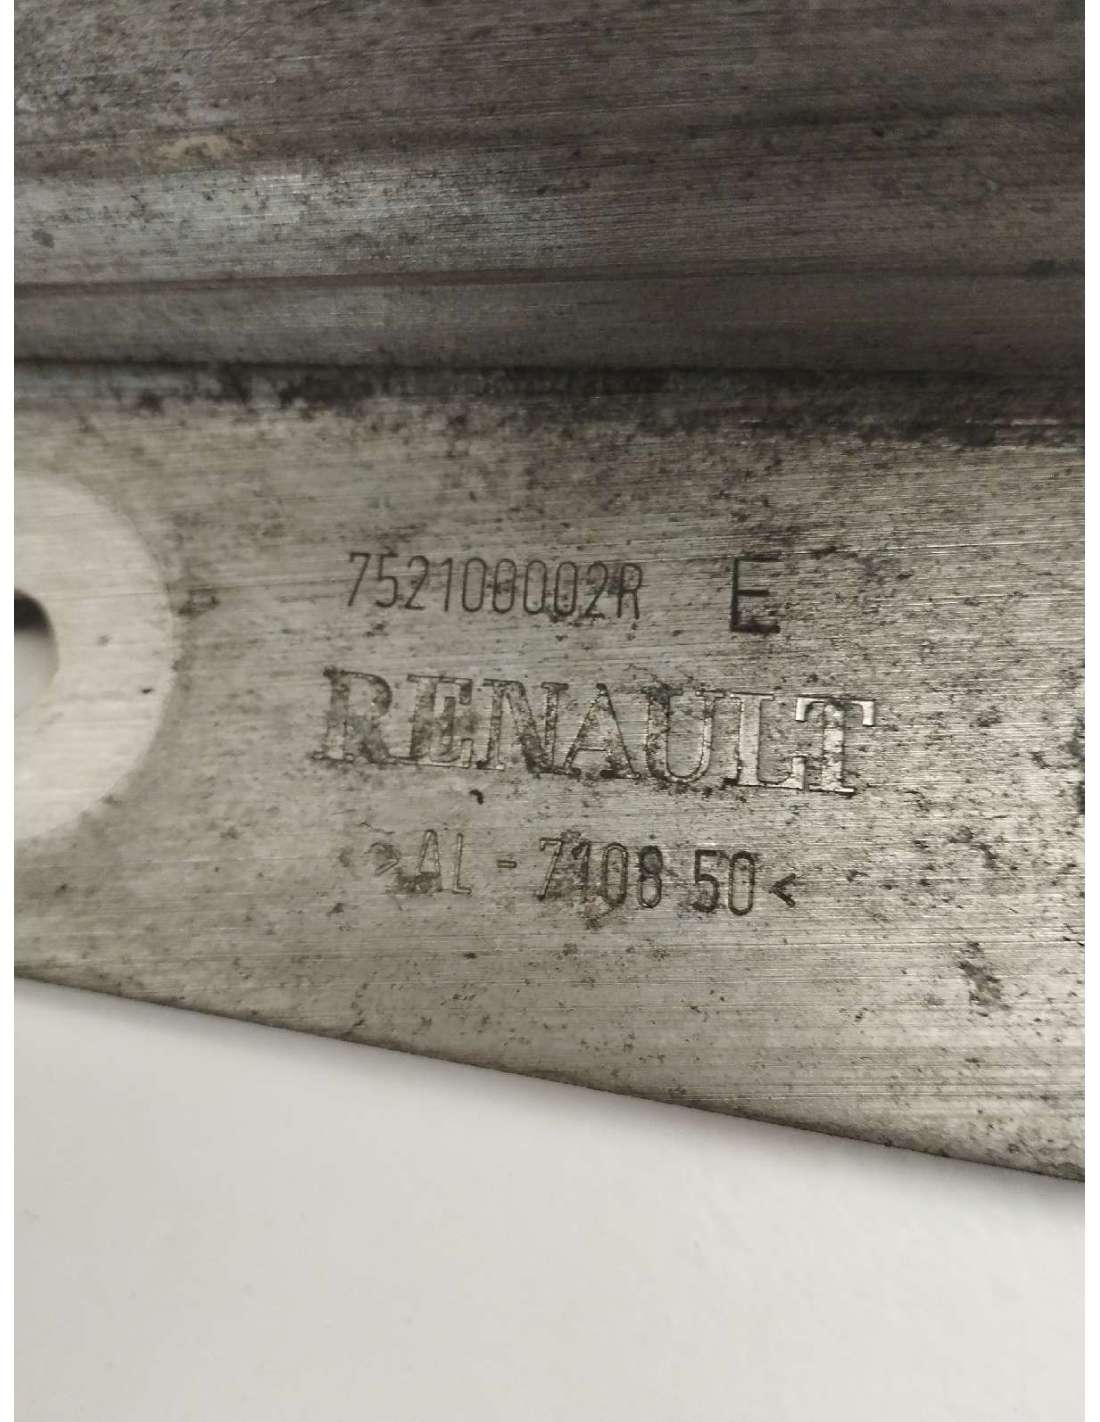 752100002R E
RENAULT
>AL - 7108 50<